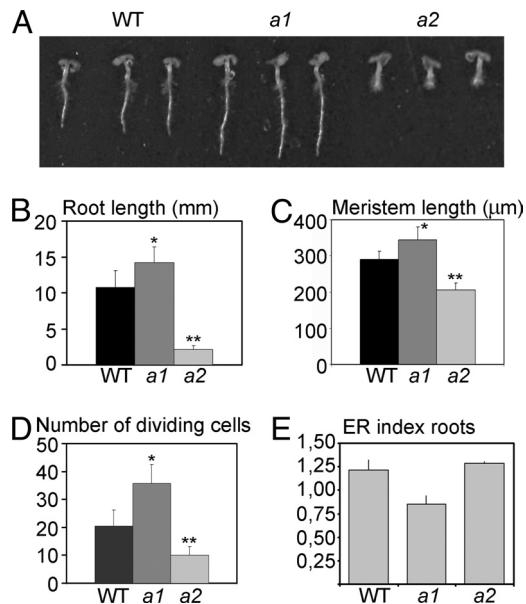 A WT a1 a2
B Root length (mm)
20
15
10
5
0
* **
WT a1 a2
C Meristem length (µm)
400
300
200
100
0
* **
WT a1 a2
D Number of dividing cells
50
40
30
20
10
0
* **
WT a1 a2
E ER index roots
1,50
1,25
1,00
0,75
0,50
0,25
WT a1 a2